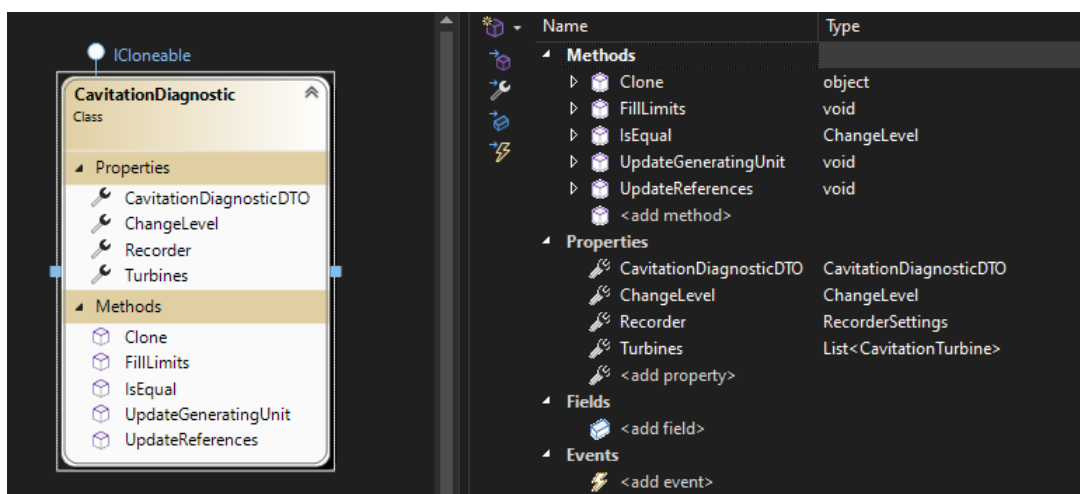 ICloneable
CavitationDiagnostic
Class
Properties
CavitationDiagnosticDTO
ChangeLevel
Recorder
Turbines
Methods
Clone
FillLimits
IsEqual
UpdateGeneratingUnit
UpdateReferences
Name Type
Methods
Clone object
FillLimits void
IsEqual ChangeLevel
UpdateGeneratingUnit void
UpdateReferences void
<add method>
Properties
CavitationDiagnosticDTO CavitationDiagnosticDTO
ChangeLevel ChangeLevel
Recorder RecorderSettings
Turbines List<CavitationTurbine>
<add property>
Fields
<add field>
Events
<add event>